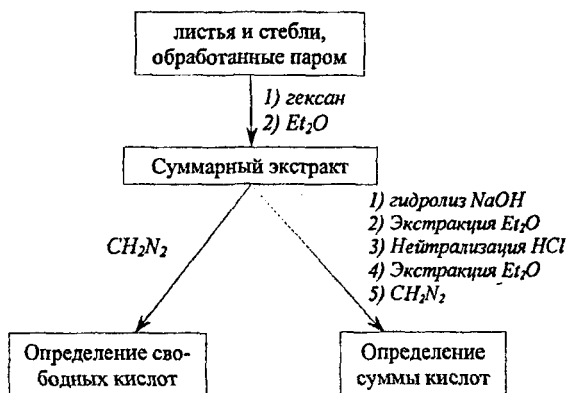 листья и стебли,
обработанные паром
1) гексан
2) Et₂O
Суммарный экстракт
CH₂N₂
1) гидролиз NaOH
2) Экстракция Et₂O
3) Нейтрализация HCl
4) Экстракция Et₂O
5) CH₂N₂
Определение сво-
бодных кислот
Определение
суммы кислот